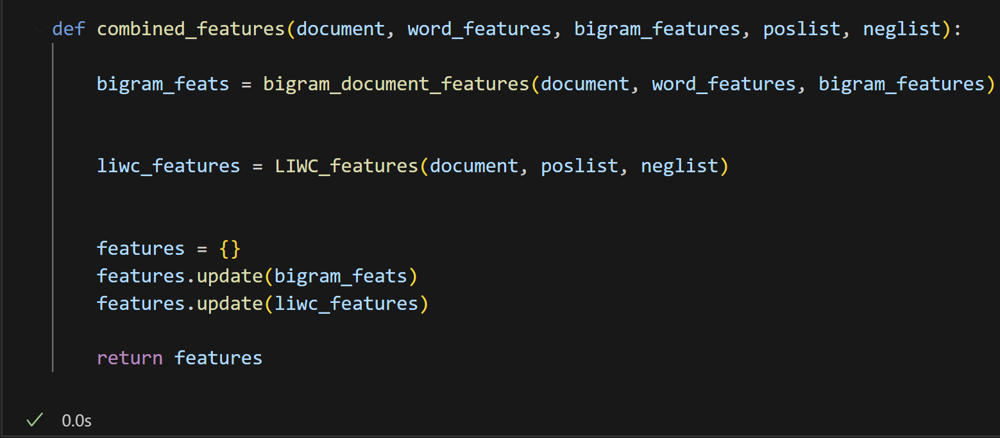 def combined_features(document, word_features, bigram_features, poslist, neglist):
bigram_feats = bigram_document_features(document, word_features, bigram_features)
liwc_features = LIWC_features(document, poslist, neglist)
features = {}
features.update(bigram_feats)
features.update(liwc_features)
return features
0.0s